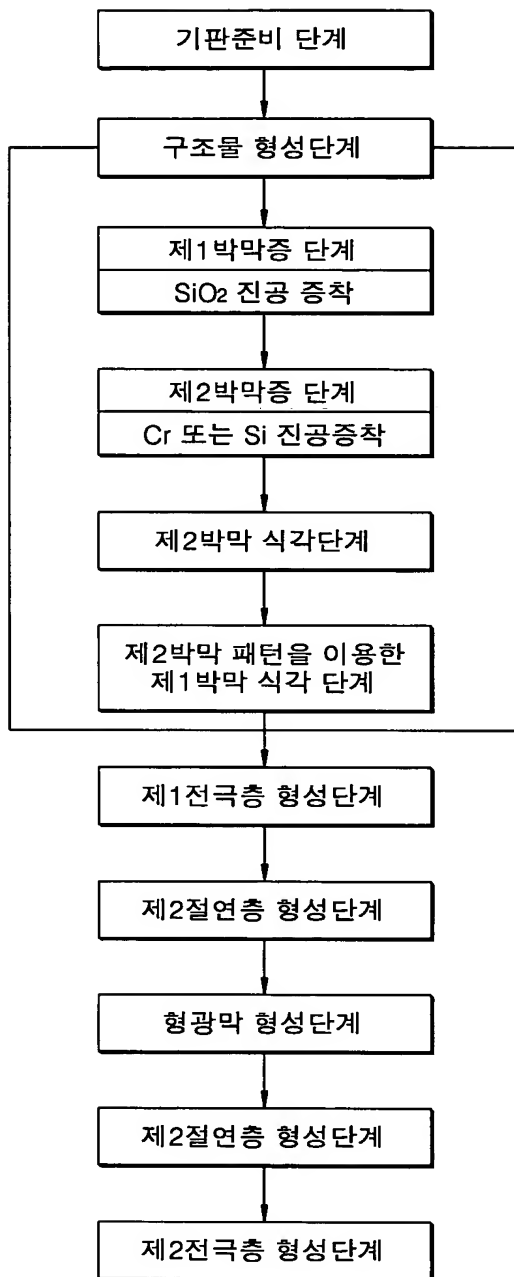 기판준비 단계
구조물 형성단계
제1박막증 단계
SiO2 진공 증착
제2박막증 단계
Cr 또는 Si 진공증착
제2박막 식각단계
제2박막 패턴을 이용한
제1박막 식각 단계
제1전극층 형성단계
제2절연층 형성단계
형광막 형성단계
제2절연층 형성단계
제2전극층 형성단계